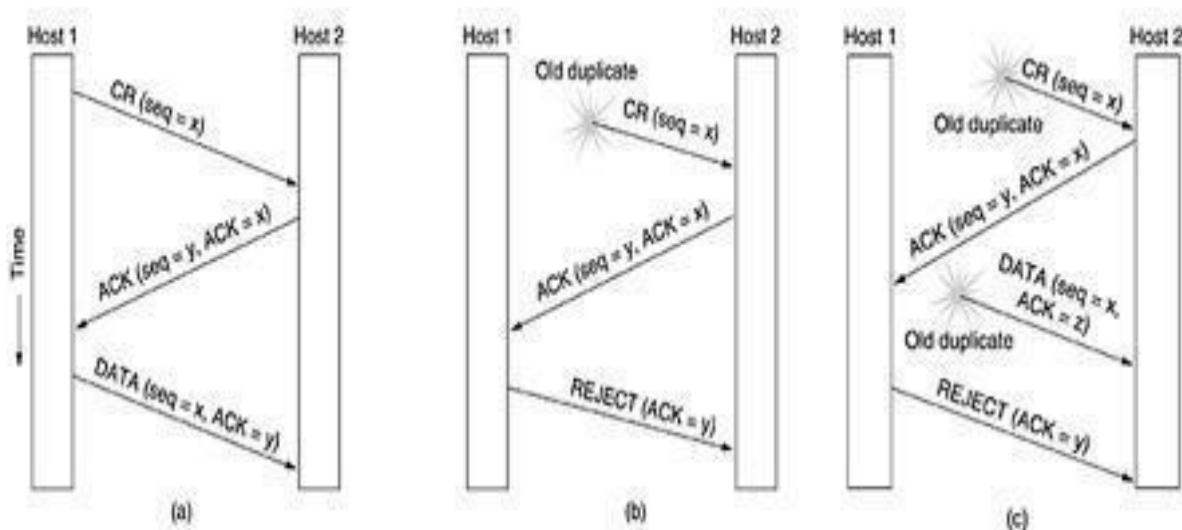 Host 1
Host 2
CR (seq = x)
ACK (seq = y, ACK = x)
DATA (seq = x, ACK = y)
Time
(a)
Host 1
Host 2
Old duplicate
CR (seq = x)
ACK (seq = y, ACK = x)
REJECT (ACK = y)
(b)
Host 1
Host 2
CR (seq = x)
Old duplicate
ACK (seq = y, ACK = x)
DATA (seq = x,
ACK = z)
Old duplicate
REJECT (ACK = y)
(c)